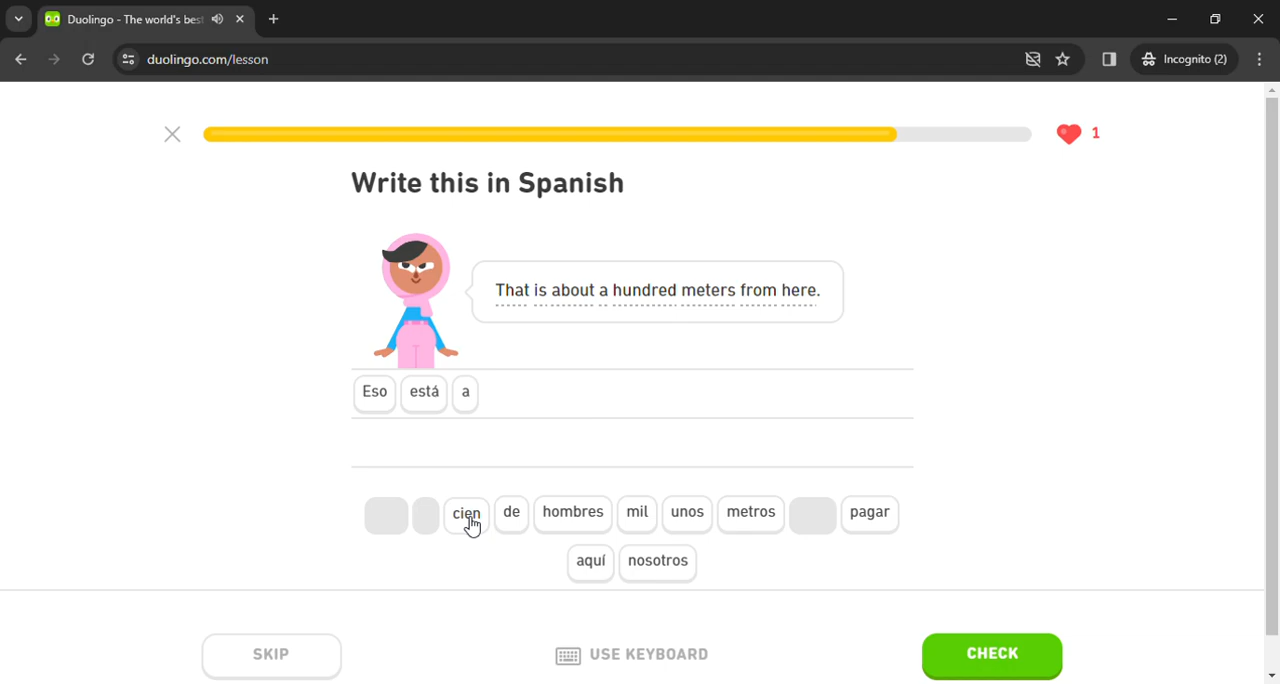 Duolingo - The world's bes
duolingo.com/lesson
Incognito (2)
1
Write this in Spanish
That is about a hundred meters from here.
Eso está a
cien de hombres mil unos metros pagar
aquí nosotros
SKIP USE KEYBOARD CHECK